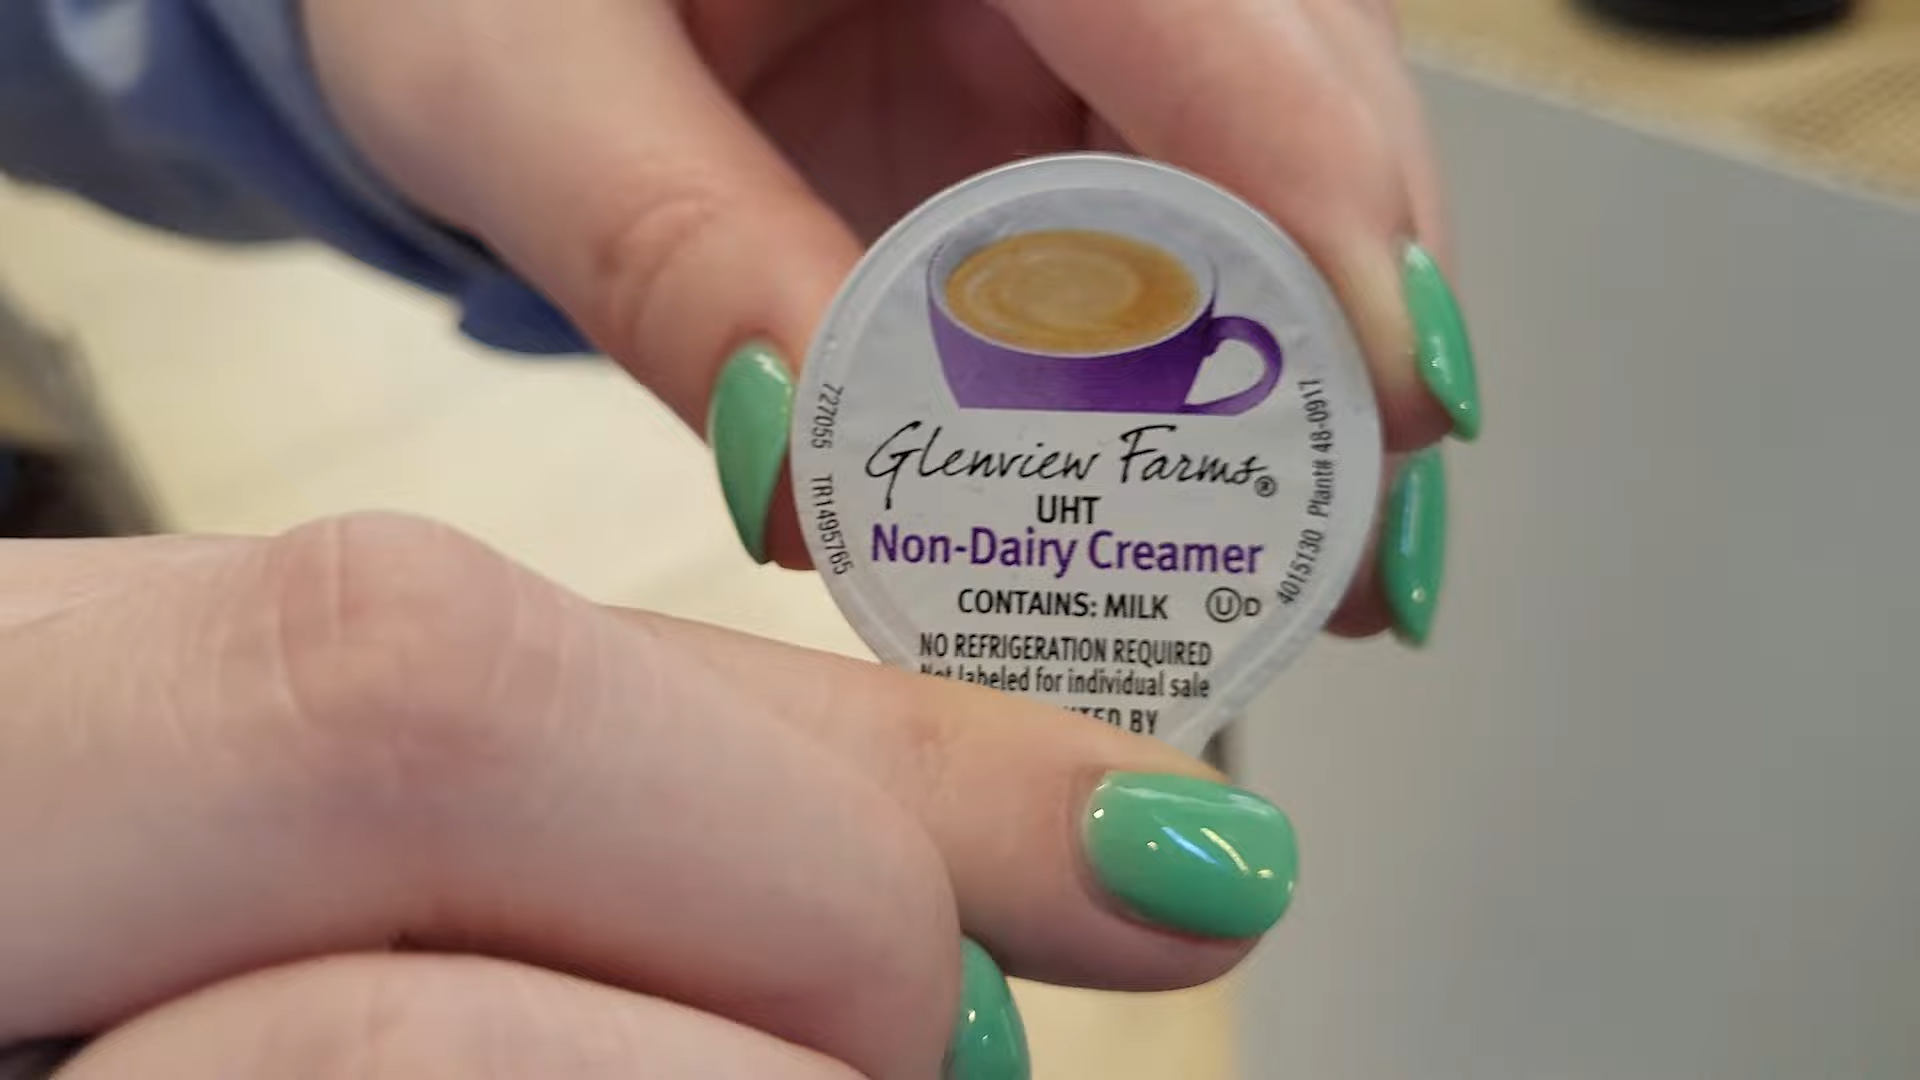 Glenview Farms®
UHT
Non-Dairy Creamer
CONTAINS: MILK Ⓤ D
NO REFRIGERATION REQUIRED
Not labeled for individual sale
BY
727055 TR1495765
4015130 Plant# 48-0917